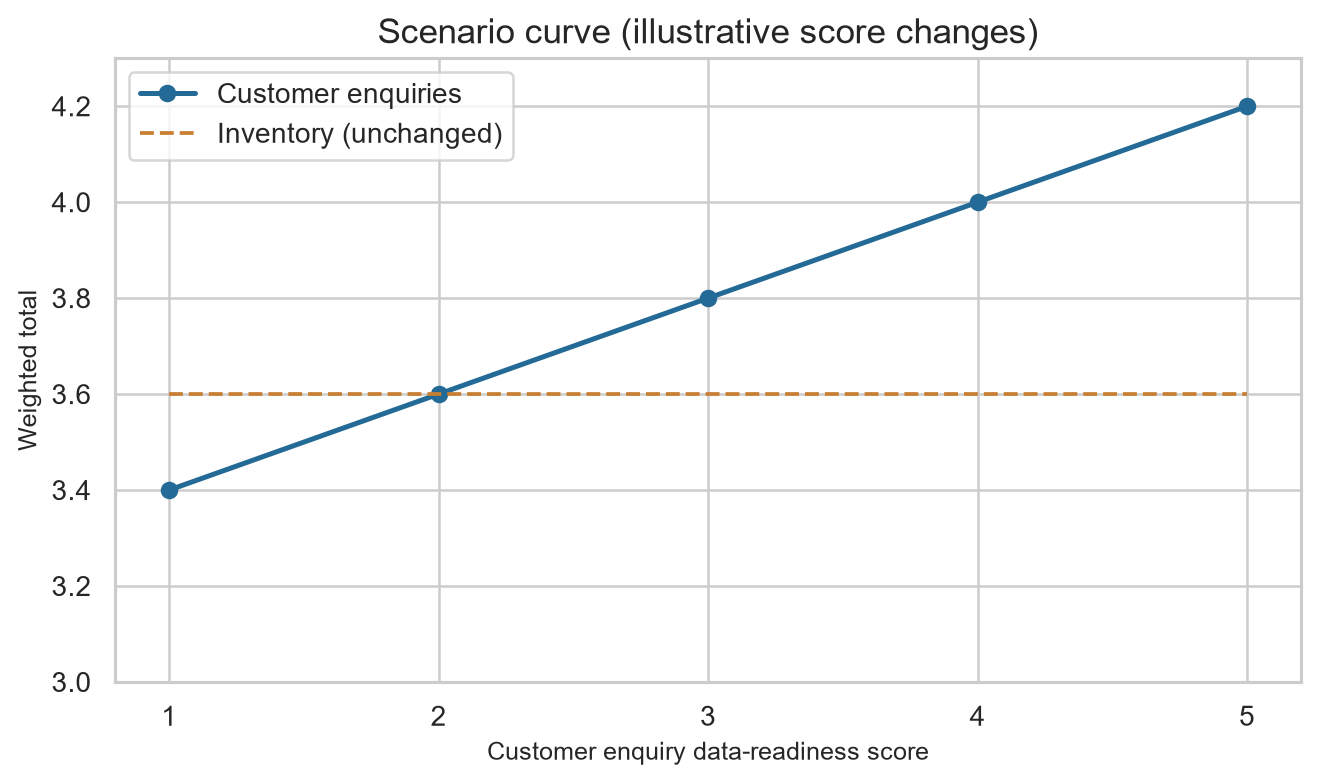 Scenario curve (illustrative score changes)
Customer enquiries
Inventory (unchanged)
Weighted total
4.2
4.0
3.8
3.6
3.4
3.2
3.0
1 2 3 4 5
Customer enquiry data-readiness score